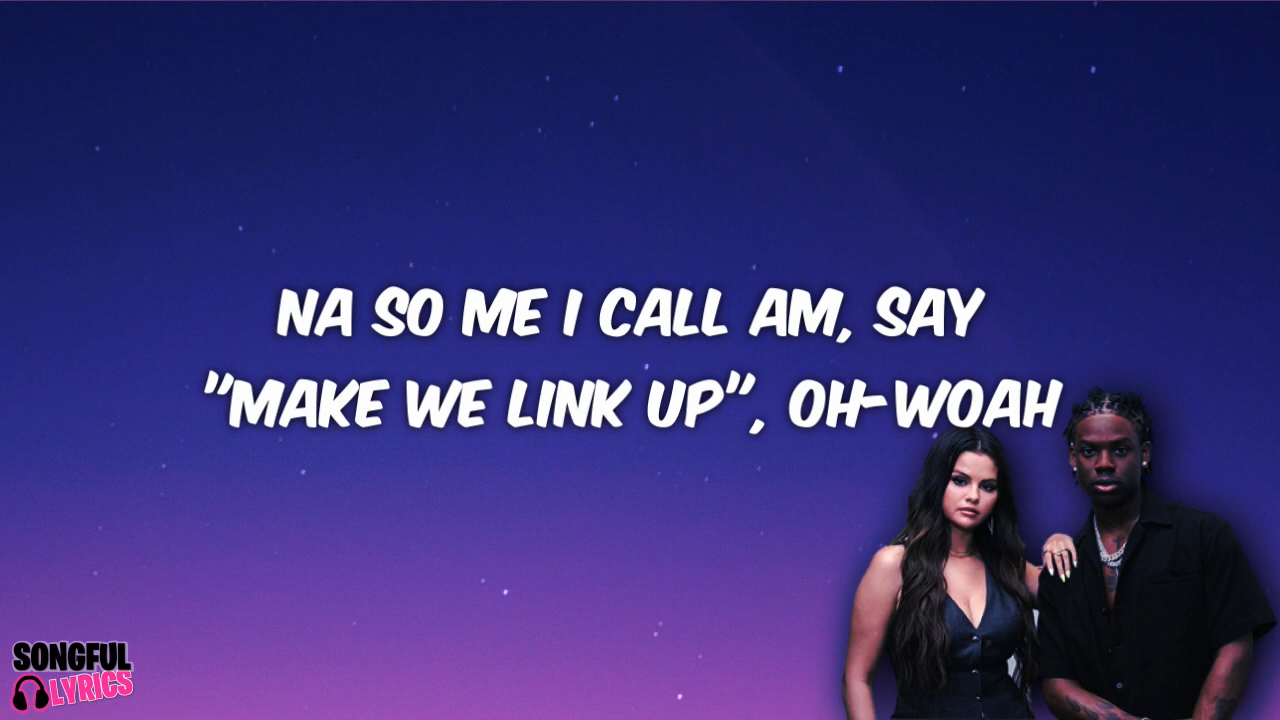 NA SO ME I CALL AM, SAY
"MAKE WE LINK UP", OH-WOAH
SONGFUL
LYRICS